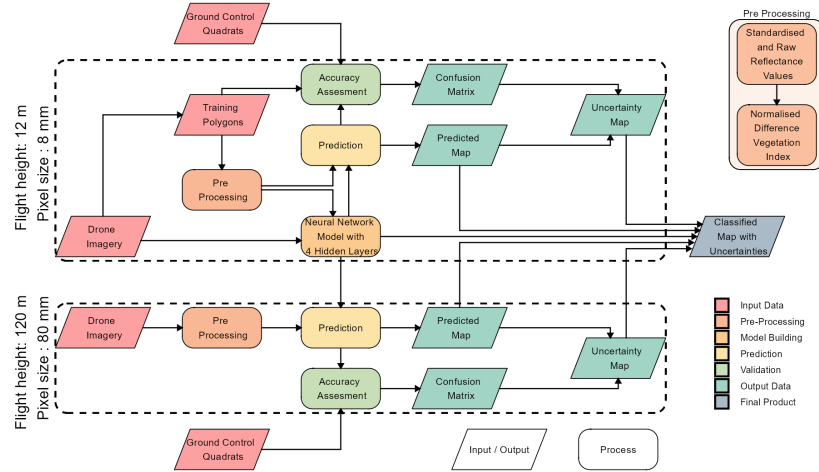 Ground Control
Quadrats
Pre Processing
Standardised
and Raw
Reflectance
Values
Normalised
Difference
Vegetation
Index
Flight height: 12 m
Pixel size : 8 mm
Accuracy
Assesment
Confusion
Matrix
Training
Polygons
Uncertainty
Map
Prediction
Predicted
Map
Pre
Processing
Drone
Imagery
Neural Network
Model with
4 Hidden Layers
Classified
Map with
Uncertainties
Flight height: 120 m
Pixel size : 80 mm
Drone
Imagery
Pre
Processing
Prediction
Predicted
Map
Uncertainty
Map
Accuracy
Assesment
Confusion
Matrix
Ground Control
Quadrats
Input Data
Pre-Processing
Model Building
Prediction
Validation
Output Data
Final Product
Input / Output
Process